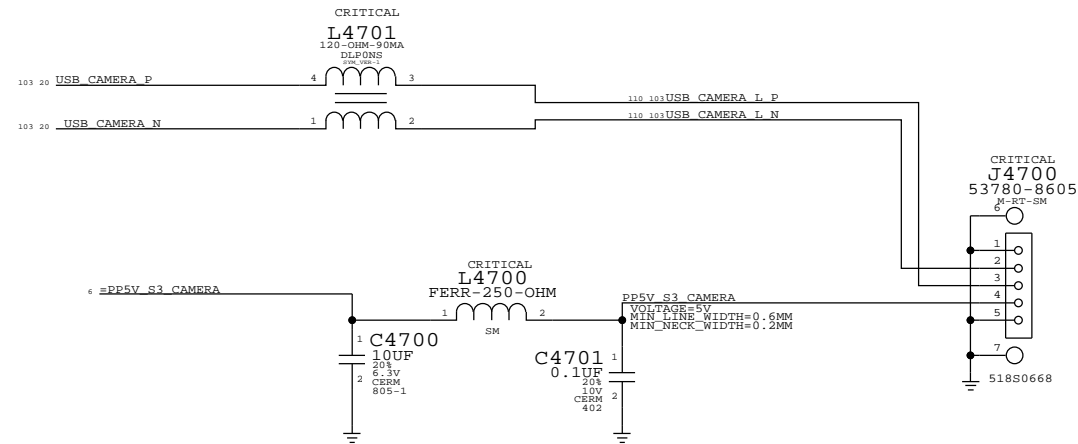 CRITICAL
L4701
120-OHM-90MA
DLP0NS
SYM_VER-1
103 20 USB_CAMERA_P 4 3
110 103 USB_CAMERA_L_P
103 20 USB_CAMERA_N 1 2
110 103 USB_CAMERA_L_N
CRITICAL
J4700
53780-8605
M-RT-SM
6
1
2
3
4
5
7
518S0668
CRITICAL
L4700
FERR-250-OHM
6 =PP5V_S3_CAMERA
1 2
SM
PP5V_S3_CAMERA
VOLTAGE=5V
MIN_LINE_WIDTH=0.6MM
MIN_NECK_WIDTH=0.2MM
1 C4700
10UF
20%
6.3V
2 CERM
805-1
C4701 1
0.1UF
20%
10V
CERM 2
402